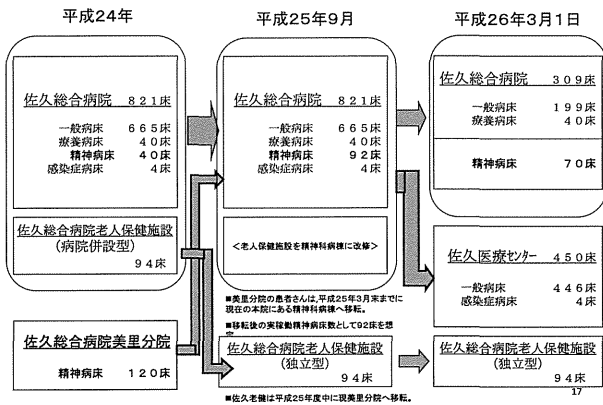 平成24年
平成25年9月
平成26年3月1日
佐久総合病院 821床
一般病床 665床
療養病床 40床
精神病床 40床
感染症病床 4床
佐久総合病院老人保健施設
(病院併設型)
94床
佐久総合病院美里分院
精神病床 120床
佐久総合病院 821床
一般病床 665床
療養病床 40床
精神病床 92床
感染症病床 4床
<老人保健施設を精神科病棟に改修>
■美里分院の患者さんは、平成25年3月末までに
現在の本院にある精神科病棟へ移転。
■移転後の実稼働精神病床数として92床を想
定
佐久総合病院老人保健施設
(独立型)
94床
■佐久老健は平成25年度中に現美里分院へ移転。
佐久総合病院 309床
一般病床 199床
療養病床 40床
精神病床 70床
佐久医療センター 450床
一般病床 446床
感染症病床 4床
佐久総合病院老人保健施設
(独立型)
94床
17